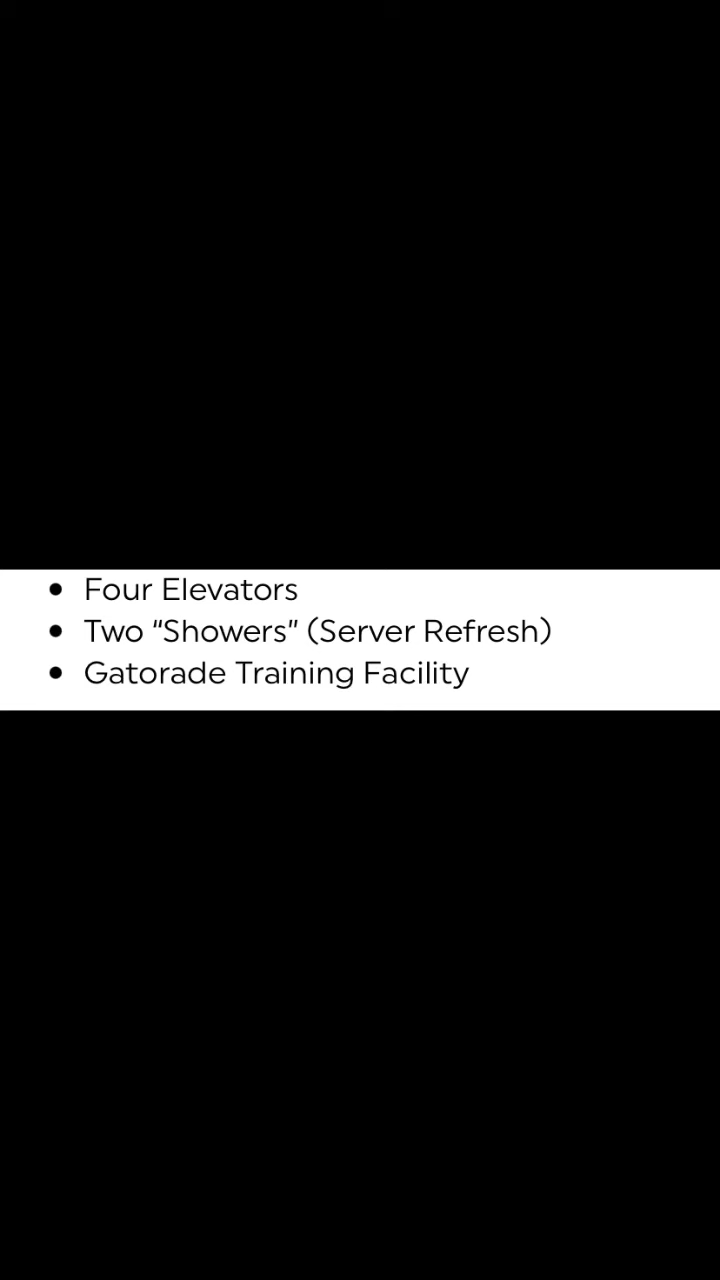 • Four Elevators
• Two “Showers” (Server Refresh)
• Gatorade Training Facility